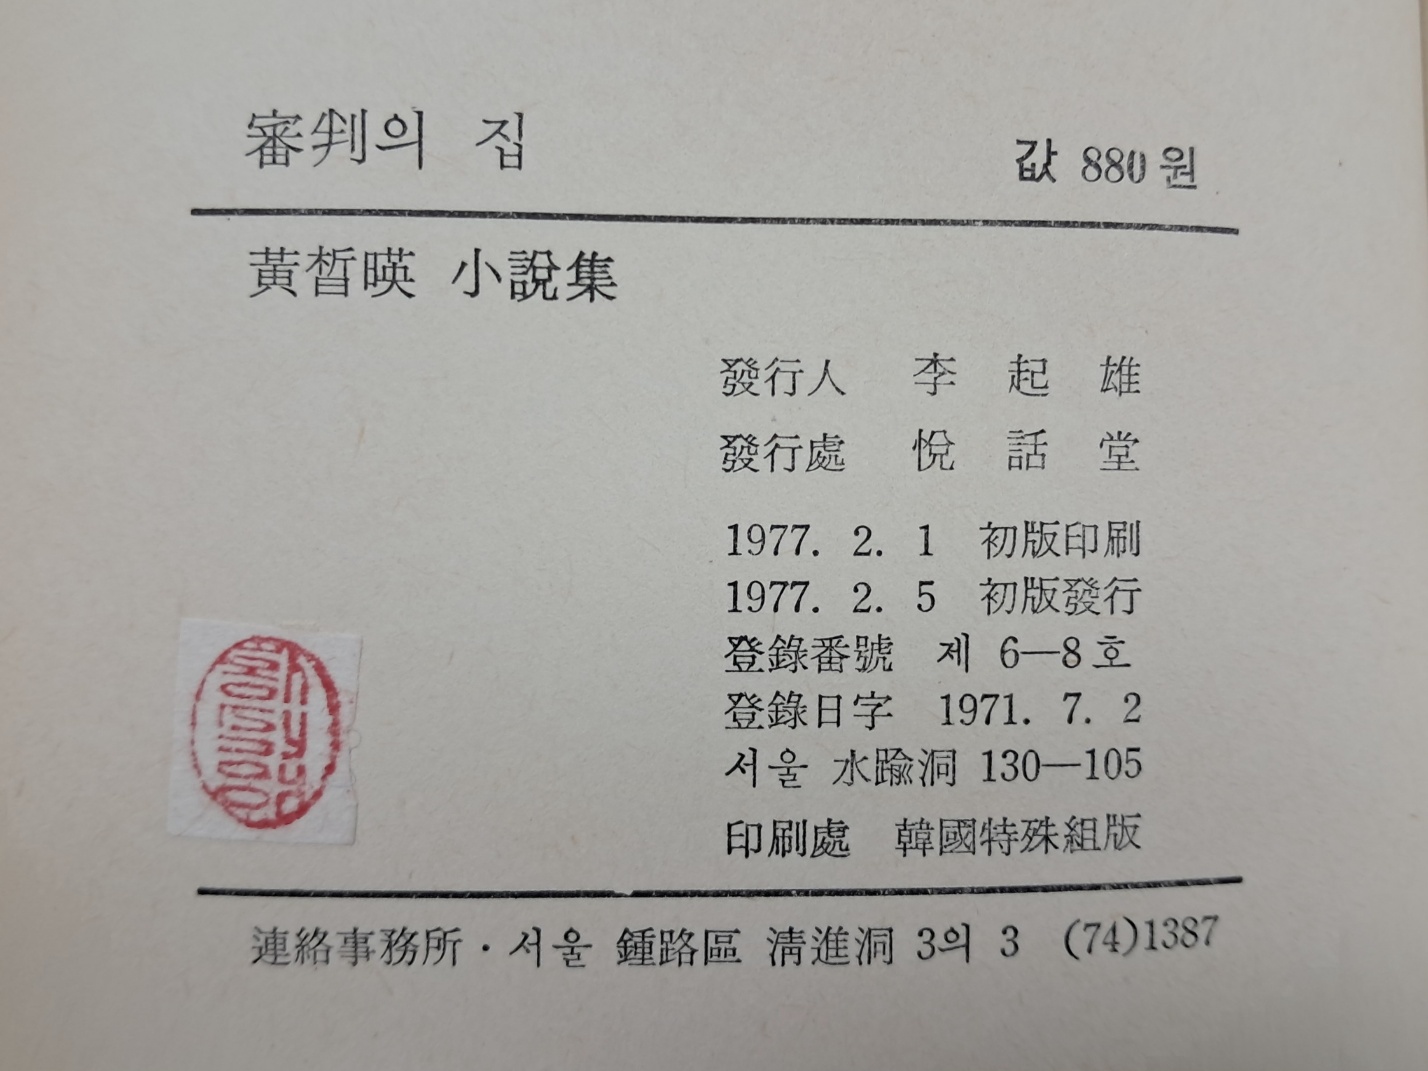 審判의 집
값 880원
黃晳暎 小說集
發行人 李起雄
發行處 悅話堂
1977. 2. 1 初版印刷
1977. 2. 5 初版發行
登錄番號 제 6—8호
登錄日字 1971. 7. 2
서울 水踰洞 130—105
印刷處 韓國特殊組版
連絡事務所·서울 鍾路區 淸進洞 3의 3 (74)1387